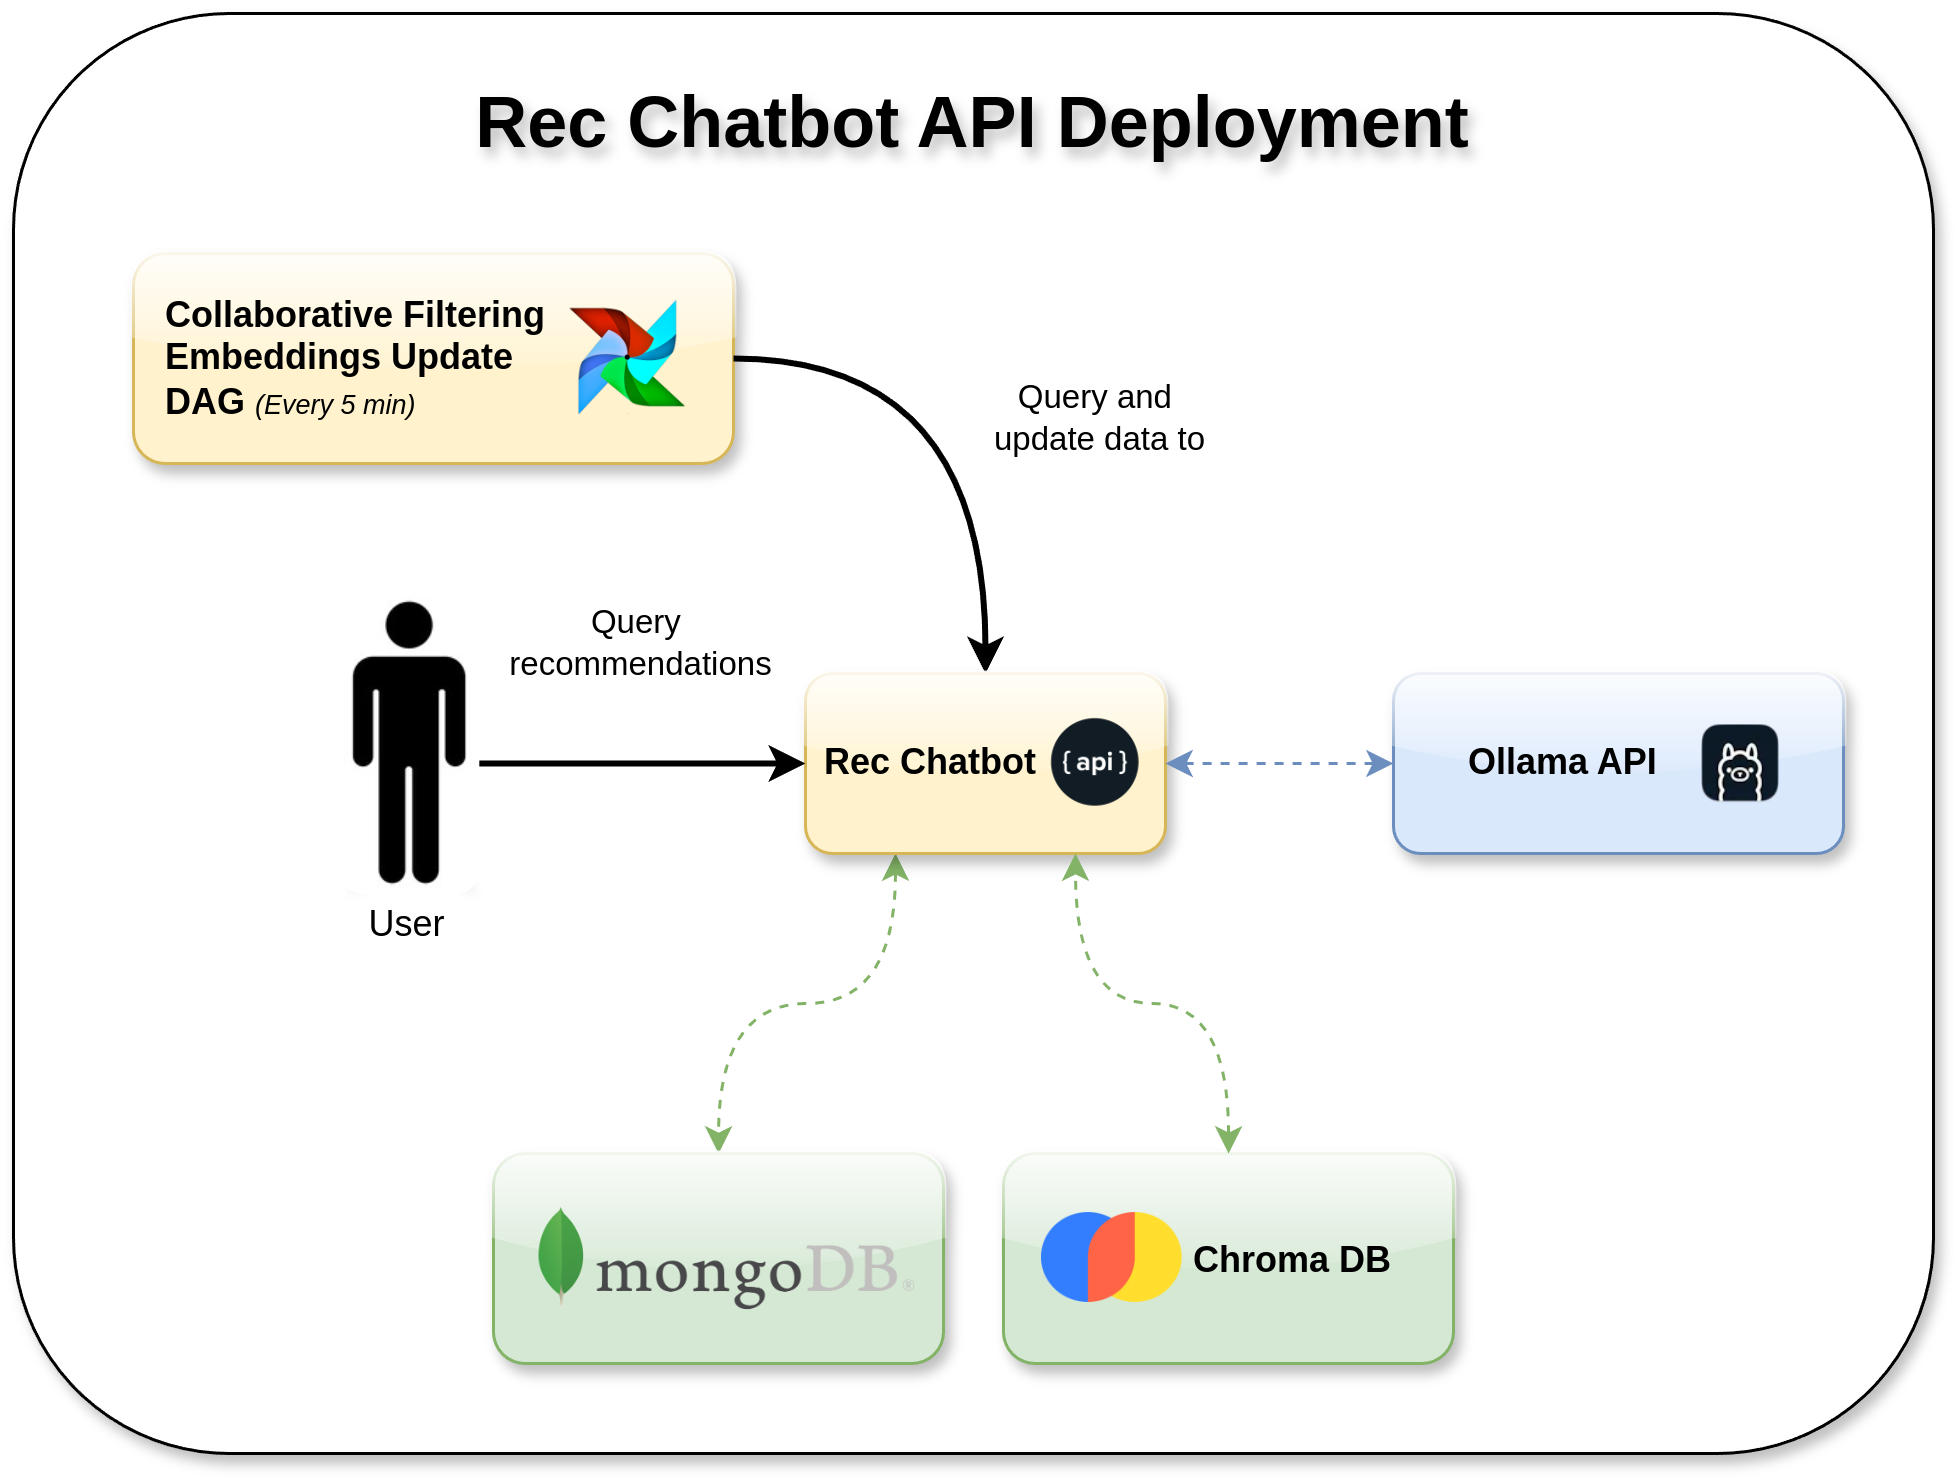 Rec Chatbot API Deployment
Collaborative Filtering
Embeddings Update
DAG (Every 5 min)
Query and
update data to
Query
recommendations
Rec Chatbot
{api}
Ollama API
User
mongoDB®
Chroma DB